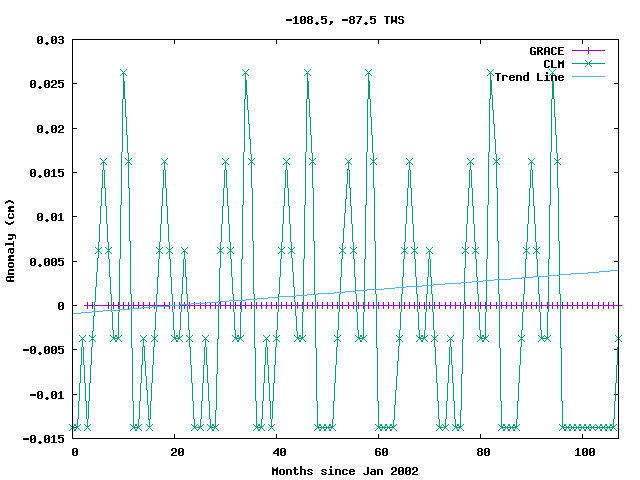 -108.5, -87.5 TWS
GRACE
CLM
Trend Line
0.03
0.025
0.02
0.015
0.01
0.005
0
-0.005
-0.01
-0.015
Anomaly (cm)
0 20 40 60 80 100
Months since Jan 2002